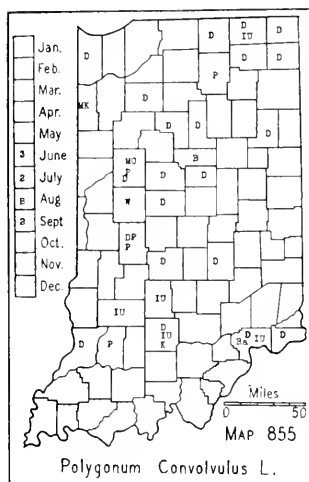 Jan.
Feb.
Mar.
Apr.
May
3 June
2 July
8 Aug
2 Sept
Oct.
Nov.
Dec.
D D D
D IU
P D D
MK D
D D D
B
MO
P D D
D
W D
DP
P D D
IU IU
D P D IU K
D IU D
Ba
Miles
0 50
MAP 855
Polygonum Convolvulus L.